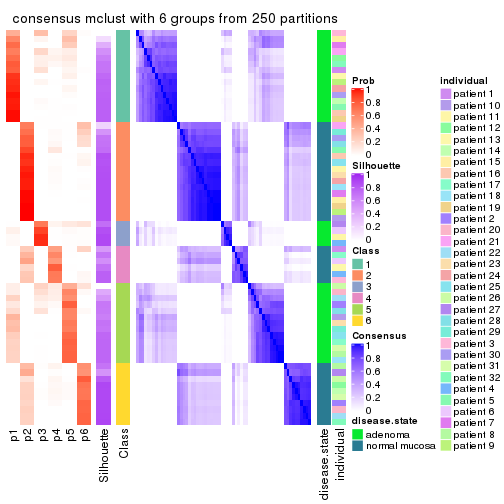 consensus mclust with 6 groups from 250 partitions
Prob
1
0.8
0.6
0.4
0.2
0
Silhouette
1
0.8
0.6
0.4
0.2
0
Class
1
2
3
4
5
6
Consensus
1
0.8
0.6
0.4
0.2
0
disease.state
adenoma
normal mucosa
individual
patient 1
patient 10
patient 11
patient 12
patient 13
patient 14
patient 15
patient 16
patient 17
patient 18
patient 19
patient 2
patient 20
patient 21
patient 22
patient 23
patient 24
patient 25
patient 26
patient 27
patient 28
patient 29
patient 3
patient 30
patient 31
patient 32
patient 4
patient 5
patient 6
patient 7
patient 8
patient 9
p1
p2
p3
p4
p5
p6
Silhouette
Class
disease.state
individual